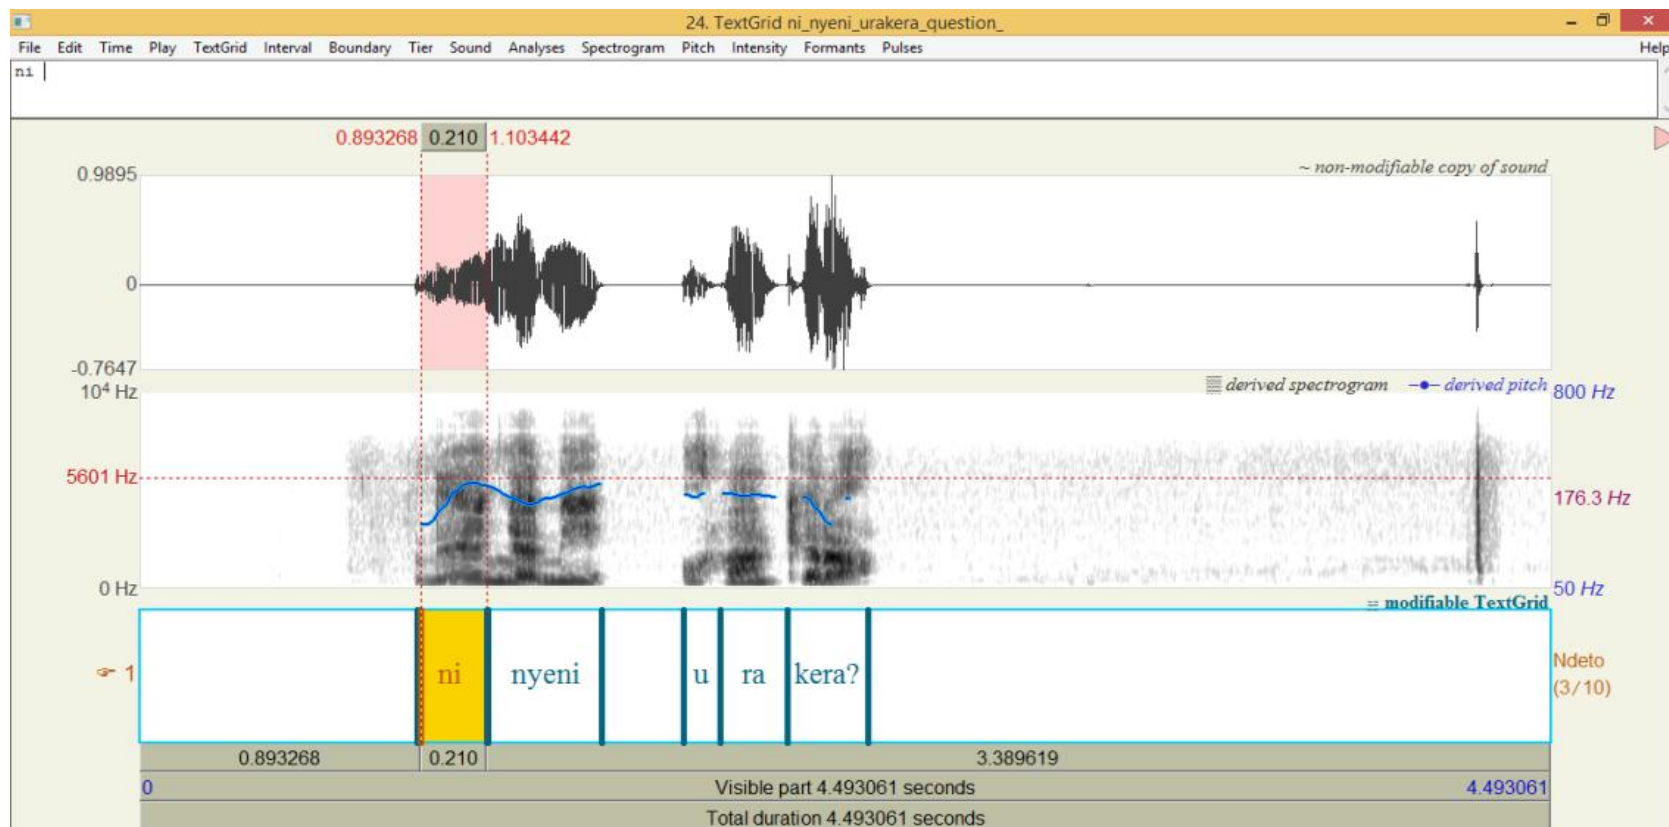 24. TextGrid ni_nyeni_urakera_question_
File Edit Time Play TextGrid Interval Boundary Tier Sound Analyses Spectrogram Pitch Intensity Formants Pulses Help
ni
0.893268 0.210 1.103442
~ non-modifiable copy of sound
0.9895
0
-0.7647
10⁴ Hz
derived spectrogram derived pitch 800 Hz
5601 Hz
176.3 Hz
0 Hz
50 Hz
modifiable TextGrid
1 ni nyeni u ra kera? Ndeto
(3/10)
0.893268 0.210 3.389619
0 Visible part 4.493061 seconds 4.493061
Total duration 4.493061 seconds